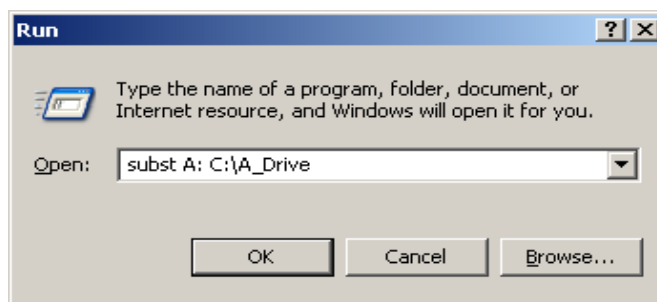 Run
Type the name of a program, folder, document, or
Internet resource, and Windows will open it for you.
Open: subst A: C:\A_Drive
OK Cancel Browse...